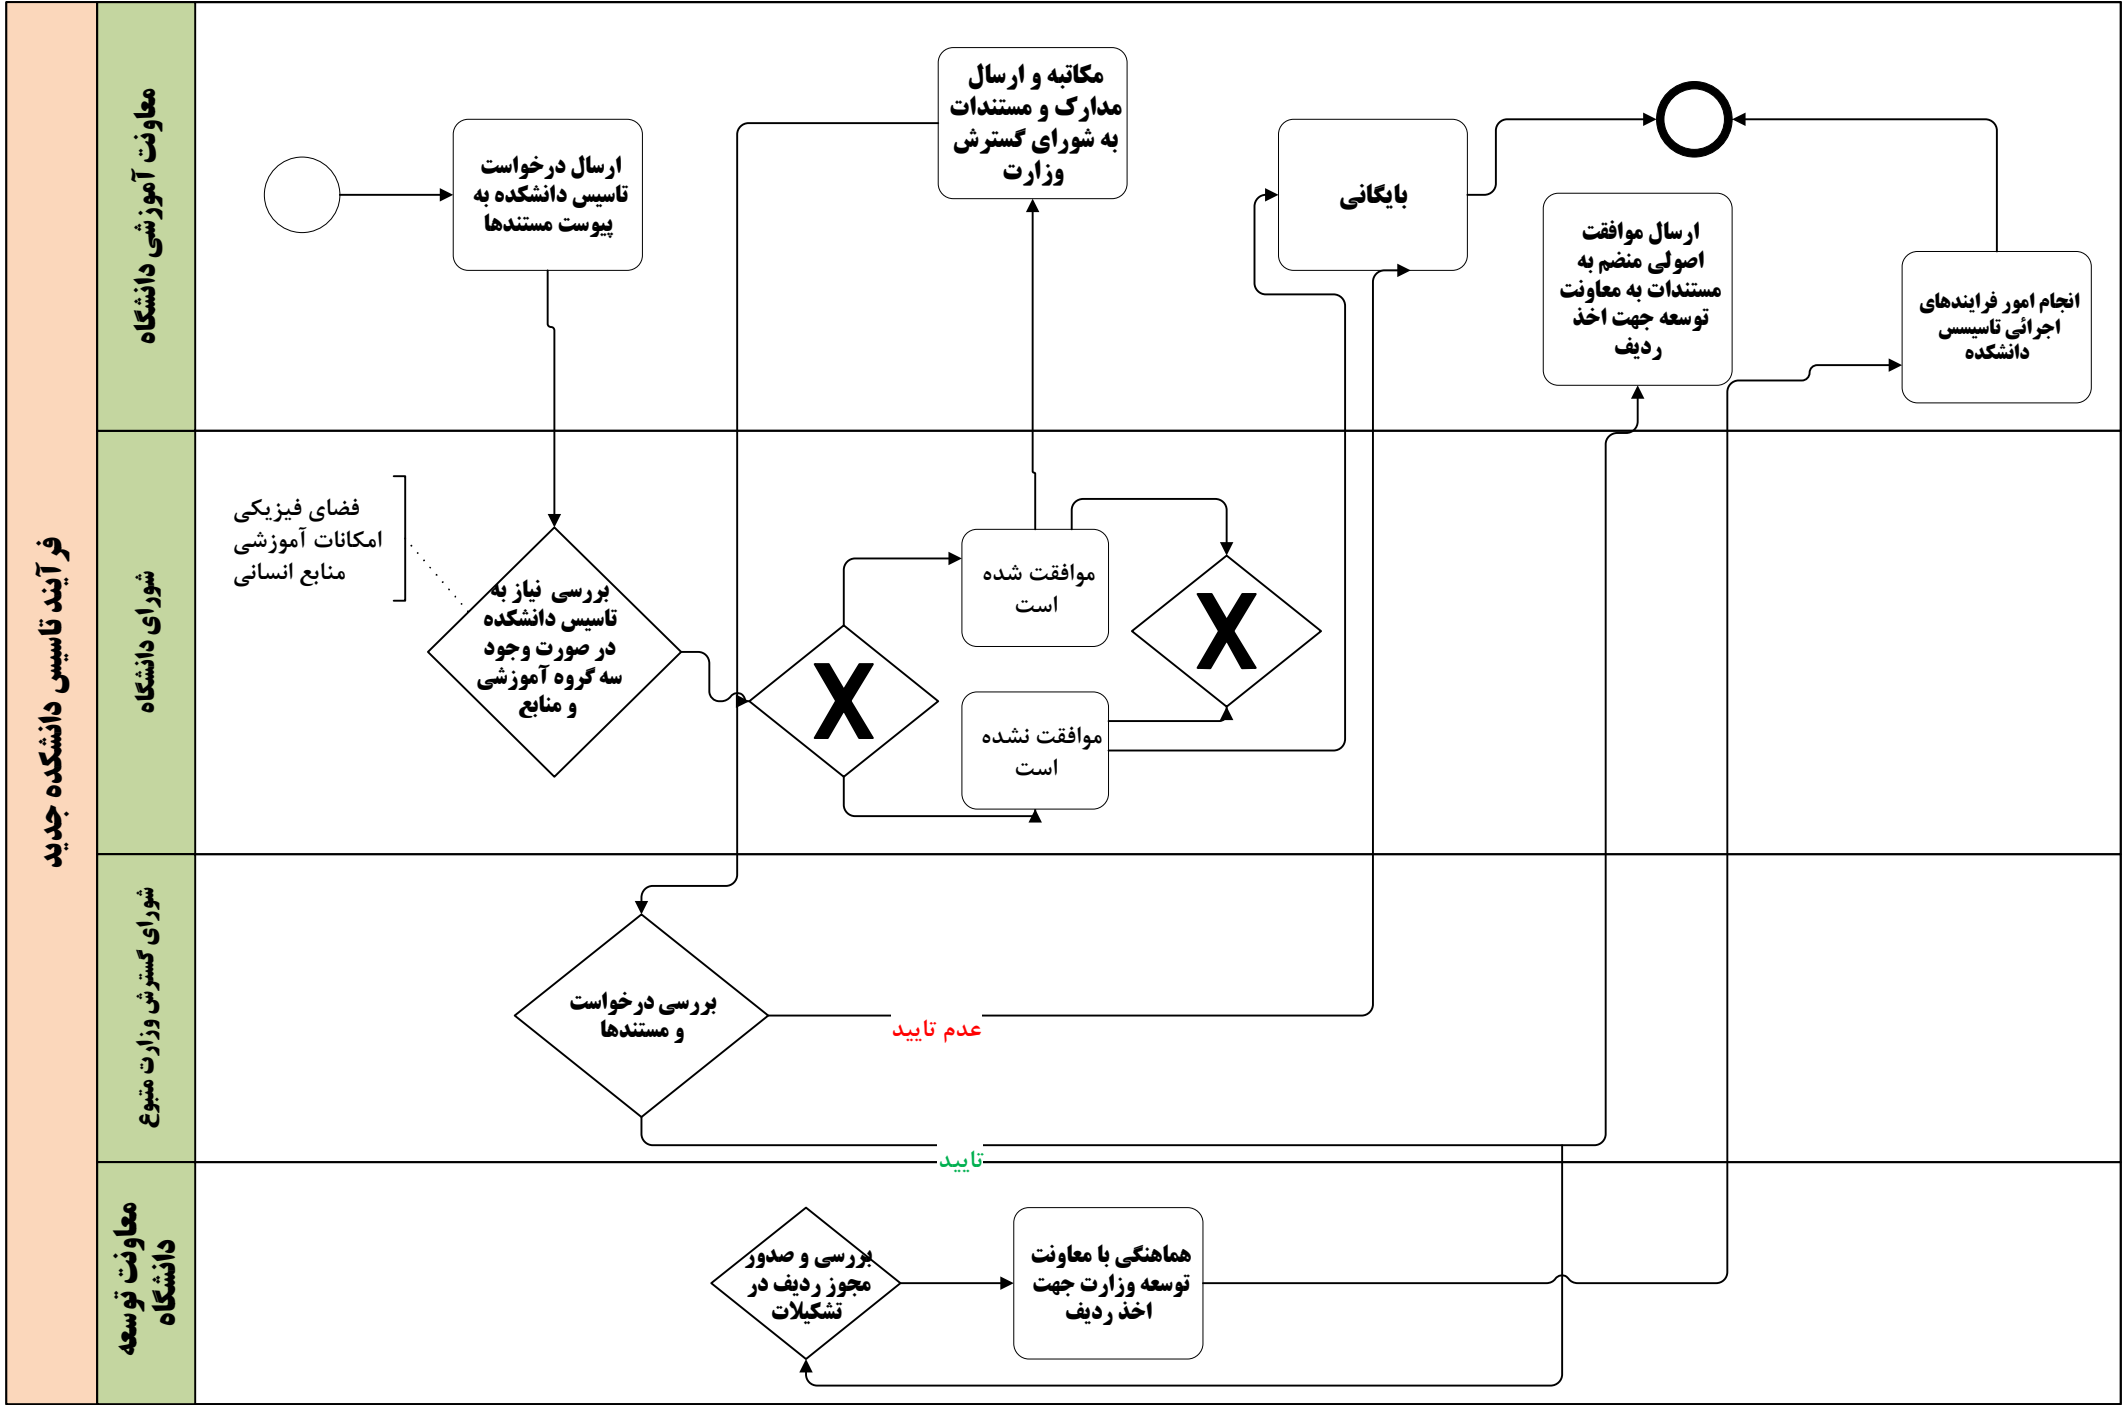 فرآیند تاسیس دانشکده جدید
معاونت آموزشی دانشگاه
ارسال درخواست
تاسیس دانشکده به
پیوست مستندها
مکاتبه و ارسال
مدارک و مستندات
به شورای گسترش
وزارت
بایگانی
ارسال موافقت
اصولی منضم به
مستندات به معاونت
توسعه جهت اخذ
ردیف
انجام امور فرایندهای
اجرائی تاسیسس
دانشکده
شورای دانشگاه
فضای فیزیکی
امکانات آموزشی
منابع انسانی
بررسی نیاز به
تاسیس دانشکده
در صورت وجود
سه گروه آموزشی
و منابع
X
موافقت شده
است
موافقت نشده
است
X
شورای گسترش وزارت متبوع
بررسی درخواست
و مستندها
عدم تایید
تایید
معاونت توسعه
دانشگاه
بررسی و صدور
مجوز ردیف در
تشکیلات
هماهنگی با معاونت
توسعه وزارت جهت
اخذ ردیف